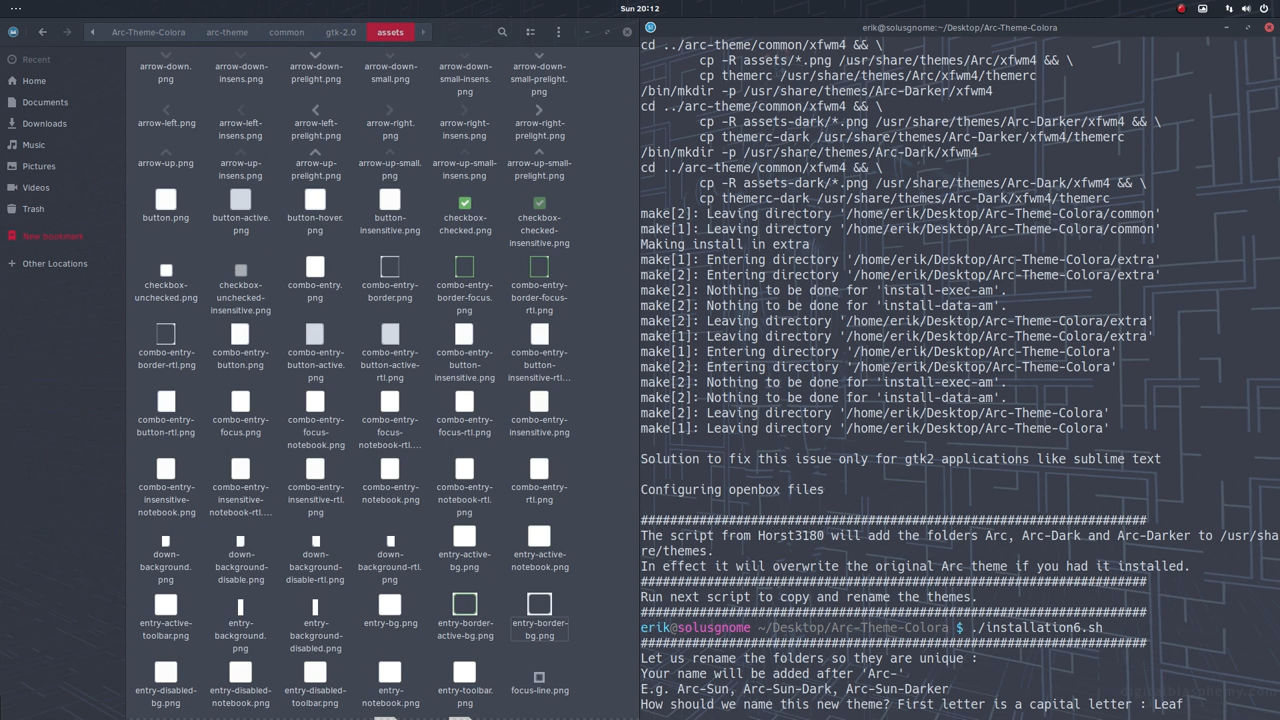 Sun 20:12
Arc-Theme-Colora
arc-theme
common
gtk-2.0
assets
erik@solusgnome:~/Desktop/Arc-Theme-Colora
Recent
Home
Documents
Downloads
Music
Pictures
Videos
Trash
New bookmark
Other Locations
arrow-down.
png
arrow-down-
insens.png
arrow-down-
prelight.png
arrow-down-
small.png
arrow-down-
small-insens.
png
arrow-down-
small-prelight.
png
arrow-left.png
arrow-left-
insens.png
arrow-left-
prelight.png
arrow-right.
png
arrow-right-
insens.png
arrow-right-
prelight.png
arrow-up.png
arrow-up-
insens.png
arrow-up-
prelight.png
arrow-up-small.
png
arrow-up-small-
insens.png
arrow-up-small-
prelight.png
button.png
button-active.
png
button-hover.
png
button-
insensitive.png
checkbox-
checked.png
checkbox-
checked-
insensitive.png
checkbox-
unchecked.png
checkbox-
unchecked-
insensitive.png
combo-entry.
png
combo-entry-
border.png
combo-entry-
border-focus.
png
combo-entry-
border-focus-
rtl.png
combo-entry-
border-rtl.png
combo-entry-
button.png
combo-entry-
button-active.
png
combo-entry-
button-active-
rtl.png
combo-entry-
button-
insensitive.png
combo-entry-
button-
insensitive-rtl…
combo-entry-
button-rtl.png
combo-entry-
focus.png
combo-entry-
focus-
notebook.png
combo-entry-
focus-
notebook-rtl.…
combo-entry-
focus-rtl.png
combo-entry-
insensitive.png
combo-entry-
insensitive-
notebook.png
combo-entry-
insensitive-
notebook-rtl.…
combo-entry-
insensitive-rtl.
png
combo-entry-
notebook.png
combo-entry-
notebook-rtl.
png
combo-entry-
rtl.png
down-
background.
png
down-
background-
disable.png
down-
background-
disable-rtl.png
down-
background-rtl.
png
entry-active-
bg.png
entry-active-
notebook.png
entry-active-
toolbar.png
entry-
background.
png
entry-
background-
disabled.png
entry-bg.png
entry-border-
active-bg.png
entry-border-
bg.png
entry-disabled-
bg.png
entry-disabled-
notebook.png
entry-disabled-
toolbar.png
entry-
notebook.png
entry-toolbar.
png
focus-line.png
cd ../arc-theme/common/xfwm4 && \
cp -R assets/*.png /usr/share/themes/Arc/xfwm4 && \
cp themerc /usr/share/themes/Arc/xfwm4/themerc
/bin/mkdir -p /usr/share/themes/Arc-Darker/xfwm4
cd ../arc-theme/common/xfwm4 && \
cp -R assets-dark/*.png /usr/share/themes/Arc-Darker/xfwm4 && \
cp themerc-dark /usr/share/themes/Arc-Darker/xfwm4/themerc
/bin/mkdir -p /usr/share/themes/Arc-Dark/xfwm4
cd ../arc-theme/common/xfwm4 && \
cp -R assets-dark/*.png /usr/share/themes/Arc-Dark/xfwm4 && \
cp themerc-dark /usr/share/themes/Arc-Dark/xfwm4/themerc
make[2]: Leaving directory '/home/erik/Desktop/Arc-Theme-Colora/common'
make[1]: Leaving directory '/home/erik/Desktop/Arc-Theme-Colora/common'
Making install in extra
make[1]: Entering directory '/home/erik/Desktop/Arc-Theme-Colora/extra'
make[2]: Entering directory '/home/erik/Desktop/Arc-Theme-Colora/extra'
make[2]: Nothing to be done for 'install-exec-am'.
make[2]: Nothing to be done for 'install-data-am'.
make[2]: Leaving directory '/home/erik/Desktop/Arc-Theme-Colora/extra'
make[1]: Leaving directory '/home/erik/Desktop/Arc-Theme-Colora/extra'
make[1]: Entering directory '/home/erik/Desktop/Arc-Theme-Colora'
make[2]: Entering directory '/home/erik/Desktop/Arc-Theme-Colora'
make[2]: Nothing to be done for 'install-exec-am'.
make[2]: Nothing to be done for 'install-data-am'.
make[2]: Leaving directory '/home/erik/Desktop/Arc-Theme-Colora'
make[1]: Leaving directory '/home/erik/Desktop/Arc-Theme-Colora'
Solution to fix this issue only for gtk2 applications like sublime text
Configuring openbox files
###################################################################
The script from Horst3180 will add the folders Arc, Arc-Dark and Arc-Darker to /usr/sha
re/themes.
In effect it will overwrite the original Arc theme if you had it installed.
###################################################################
Run next script to copy and rename the themes.
###################################################################
erik@solusgnome ~/Desktop/Arc-Theme-Colora $ ./installation6.sh
###################################################################
Let us rename the folders so they are unique :
Your name will be added after 'Arc-'
E.g. Arc-Sun, Arc-Sun-Dark, Arc-Sun-Darker
How should we name this new theme? First letter is a capital letter : Leaf
digitalblasphemy.com